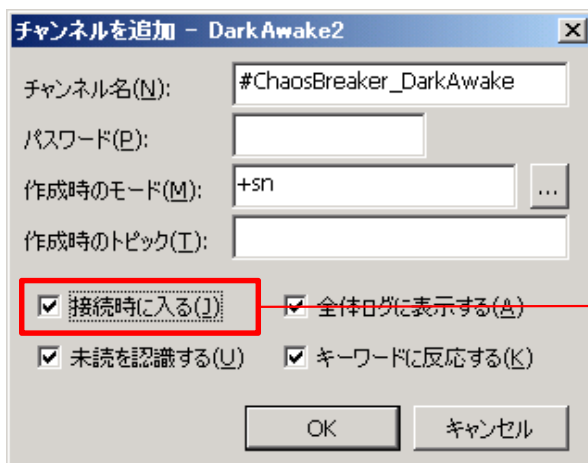 チャンネルを追加 - DarkAwake2
チャンネル名(N): #ChaosBreaker_DarkAwake
パスワード(P):
作成時のモード(M): +sn ...
作成時のトピック(T):
接続時に入る(J) 全体ログに表示する(A)
未読を認識する(U) キーワードに反応する(K)
OK キャンセル